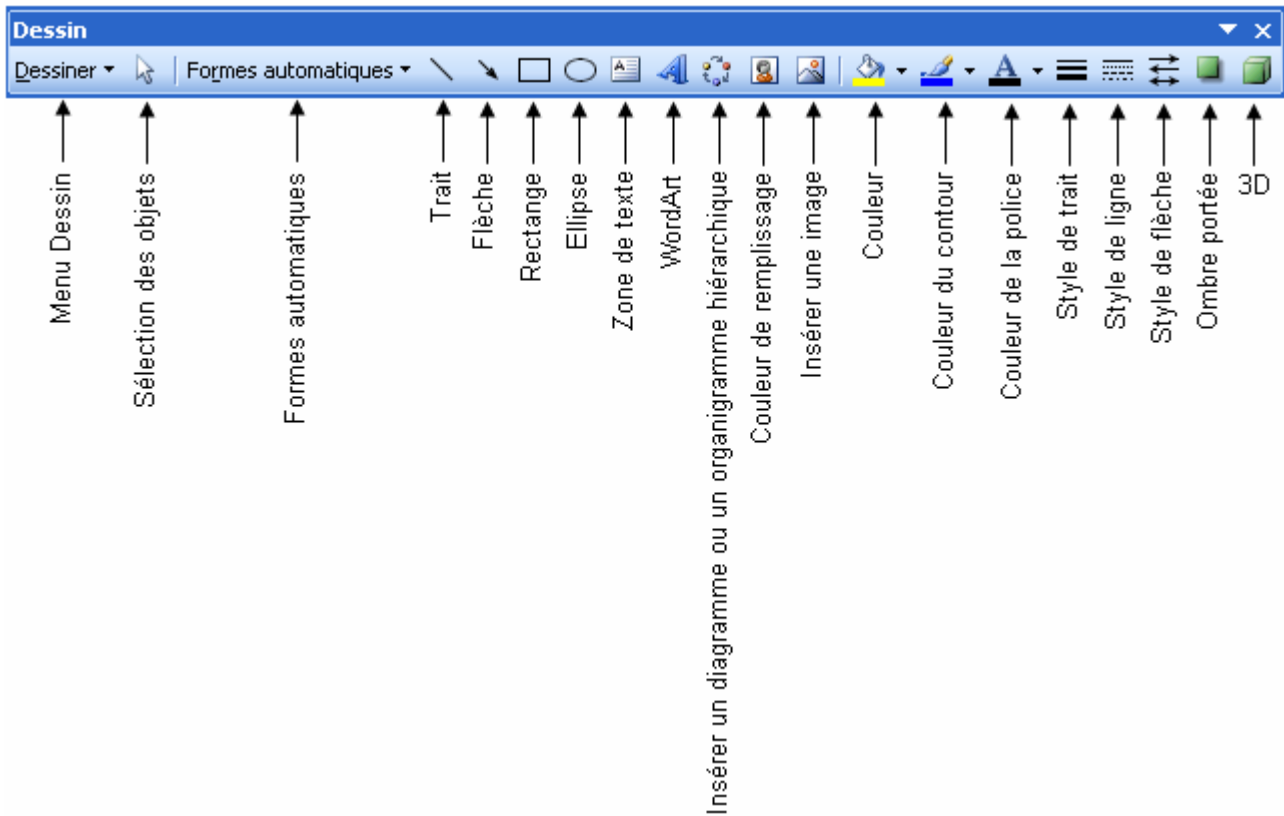 Dessin
Dessiner
Formes automatiques
Menu Dessin
Sélection des objets
Formes automatiques
Trait
Flèche
Rectange
Ellipse
Zone de texte
WordArt
Insérer un diagramme ou un organigramme hiérarchique
Couleur de remplissage
Insérer une image
Couleur
Couleur du contour
Couleur de la police
Style de trait
Style de ligne
Style de flèche
Ombre portée
3D